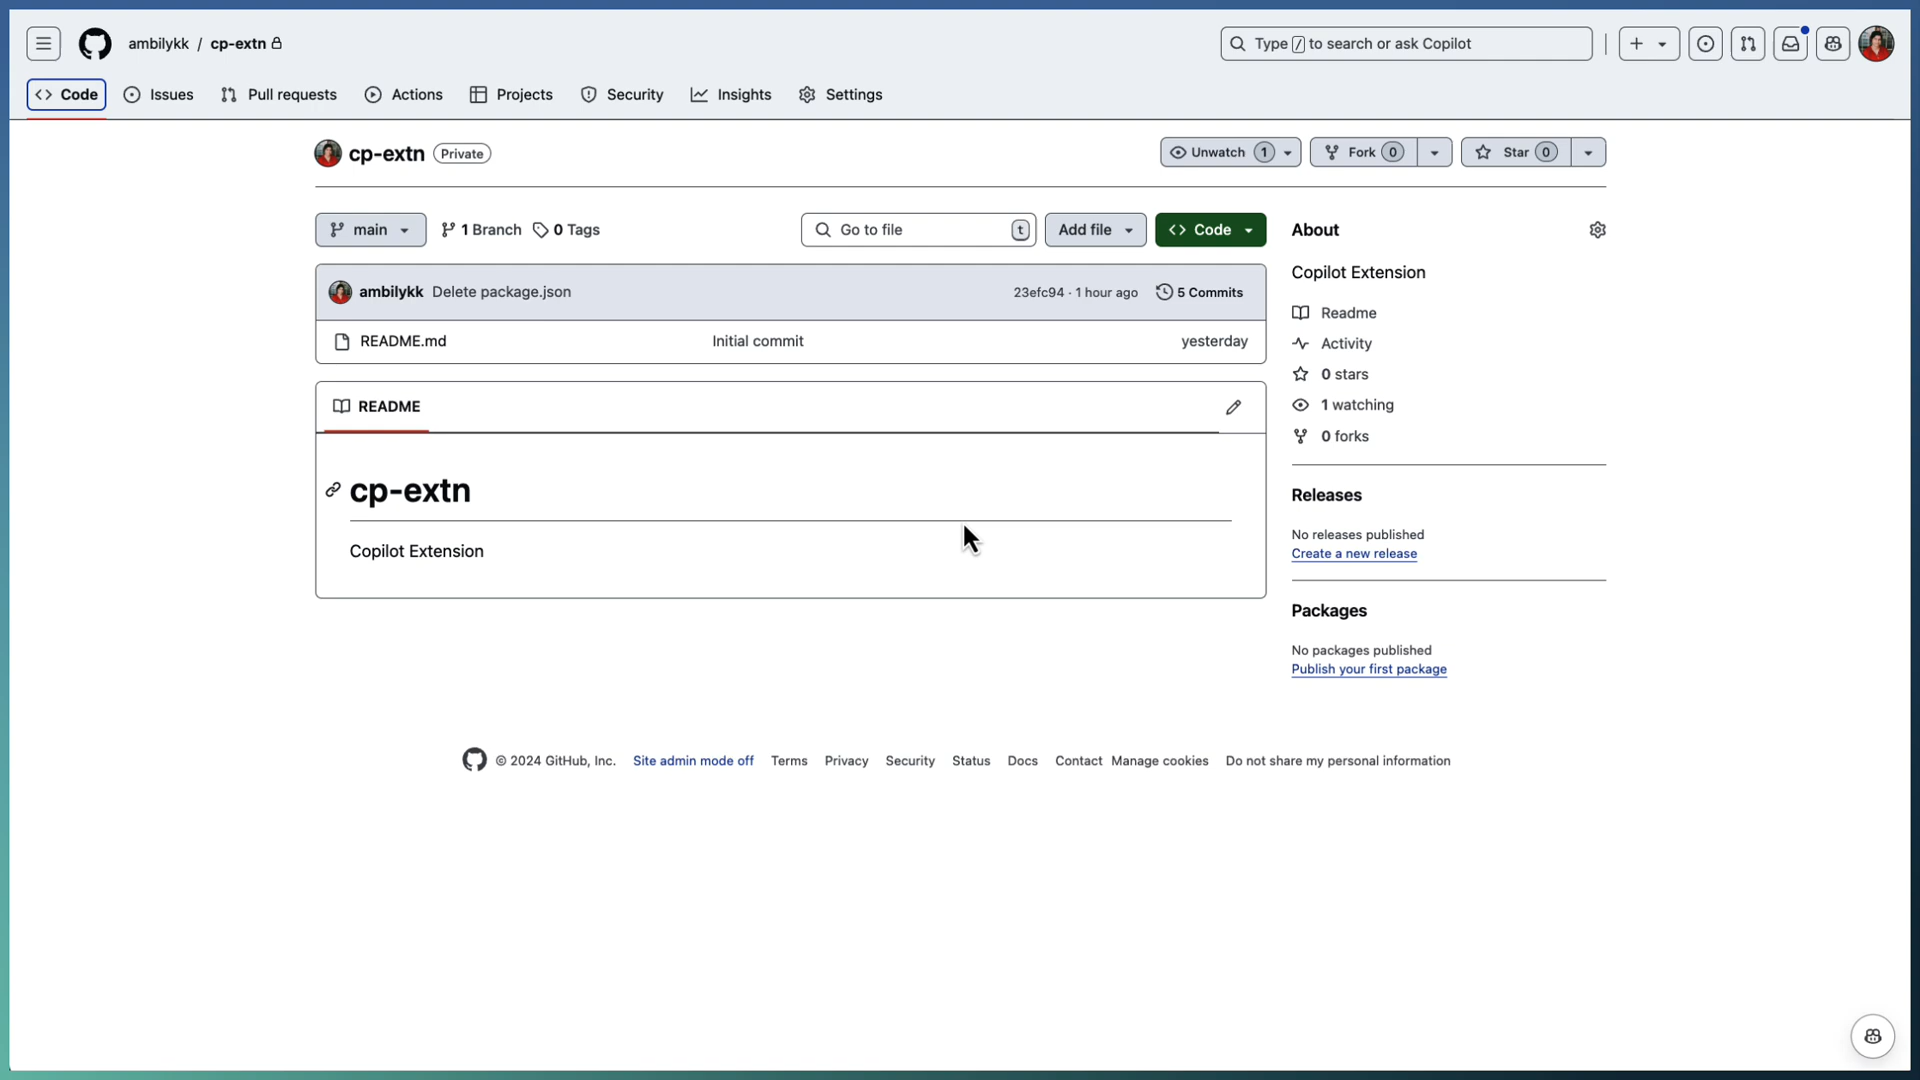 ambilykk / cp-extn
Type / to search or ask Copilot
Code Issues Pull requests Actions Projects Security Insights Settings
cp-extn Private
Unwatch 1 Fork 0 Star 0
main 1 Branch 0 Tags
Go to file t Add file Code
ambilykk Delete package.json 23efc94 · 1 hour ago 5 Commits
README.md Initial commit yesterday
README
cp-extn
Copilot Extension
About
Copilot Extension
Readme
Activity
0 stars
1 watching
0 forks
Releases
No releases published
Create a new release
Packages
No packages published
Publish your first package
© 2024 GitHub, Inc. Site admin mode off Terms Privacy Security Status Docs Contact Manage cookies Do not share my personal information